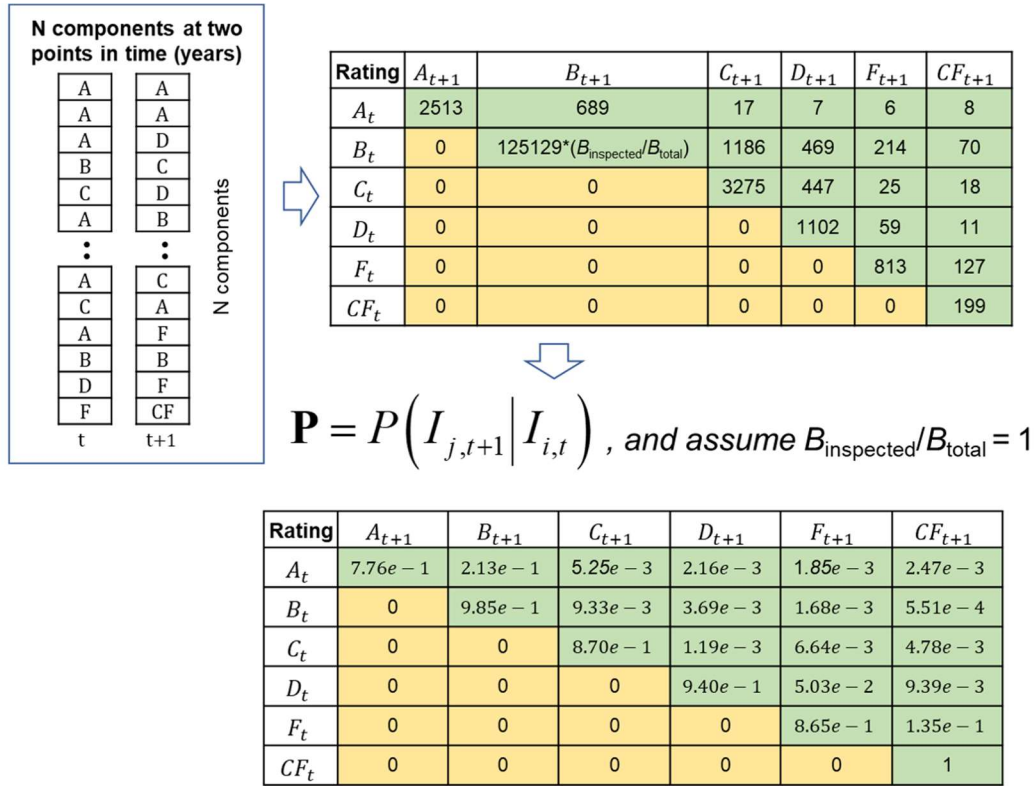 N components at two
points in time (years)
A A
A A
A D
B C
C D
A B
: :
A C
C A
A F
B B
D F
F CF
t t+1
N components
Rating A_{t+1} B_{t+1} C_{t+1} D_{t+1} F_{t+1} CF_{t+1}
A_t 2513 689 17 7 6 8
B_t 0 125129*(B_{inspected}/B_{total}) 1186 469 214 70
C_t 0 0 3275 447 25 18
D_t 0 0 0 1102 59 11
F_t 0 0 0 0 813 127
CF_t 0 0 0 0 0 199
P = P(I_{j,t+1}|I_{i,t}) , and assume B_{inspected}/B_{total} = 1
Rating A_{t+1} B_{t+1} C_{t+1} D_{t+1} F_{t+1} CF_{t+1}
A_t 7.76e − 1 2.13e − 1 5.25e − 3 2.16e − 3 1.85e − 3 2.47e − 3
B_t 0 9.85e − 1 9.33e − 3 3.69e − 3 1.68e − 3 5.51e − 4
C_t 0 0 8.70e − 1 1.19e − 3 6.64e − 3 4.78e − 3
D_t 0 0 0 9.40e − 1 5.03e − 2 9.39e − 3
F_t 0 0 0 0 8.65e − 1 1.35e − 1
CF_t 0 0 0 0 0 1